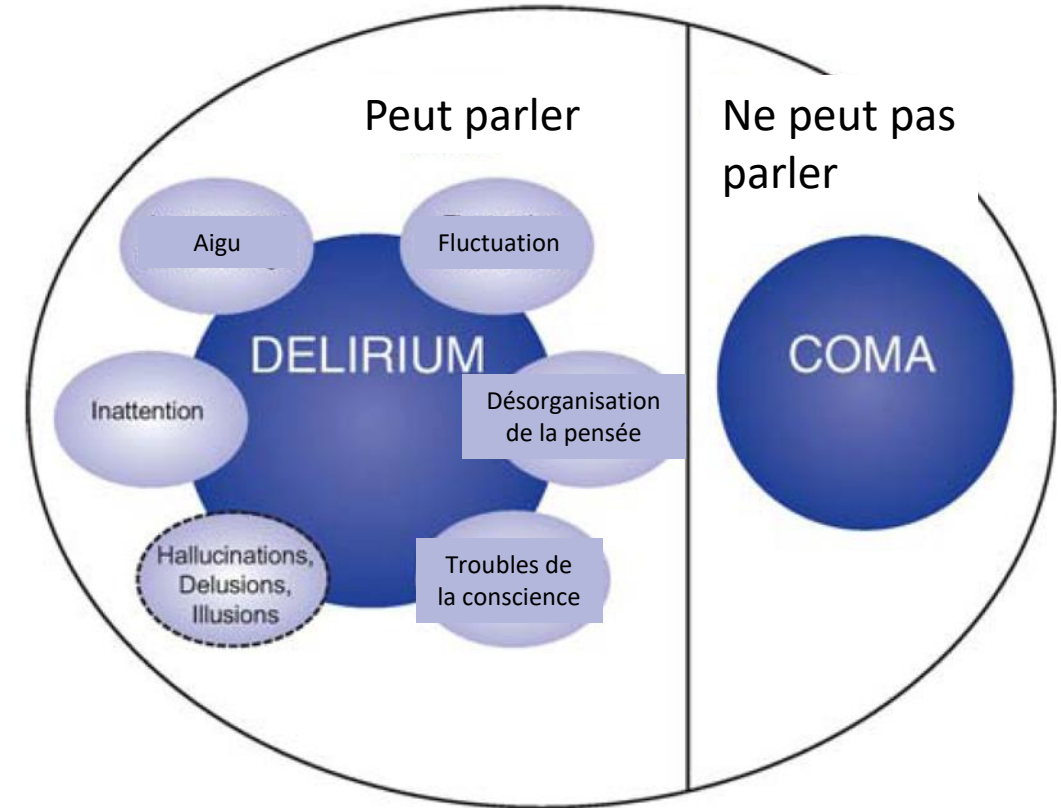 Peut parler
Ne peut pas
parler
Aigu
Fluctuation
DELIRIUM
COMA
Inattention
Désorganisation
de la pensée
Hallucinations,
Delusions,
Illusions
Troubles de
la conscience